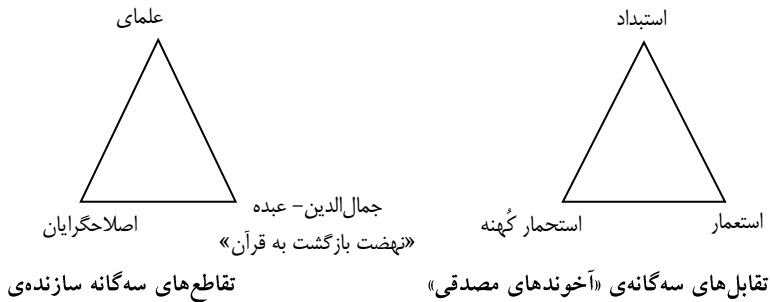 استبداد
استعمار
استحمار کُهنه
تقابل‌های سه‌گانه‌ی «آخوندهای مصدقی»
علمای
جمال‌الدین- عبده
«نهضت بازگشت به قرآن»
اصلاحگرایان
تقاطع‌های سه‌گانه سازنده‌ی